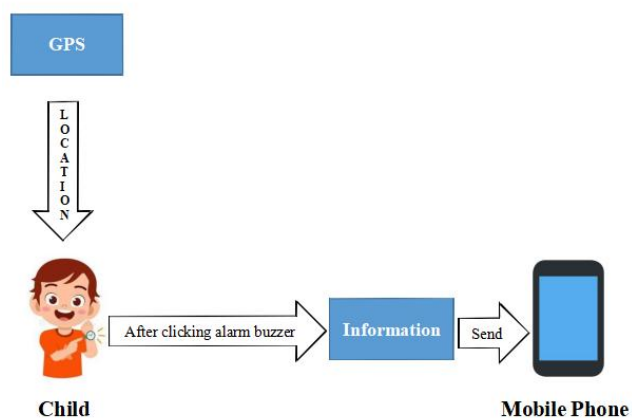 GPS
LOCATION
After clicking alarm buzzer
Information
Send
Child
Mobile Phone